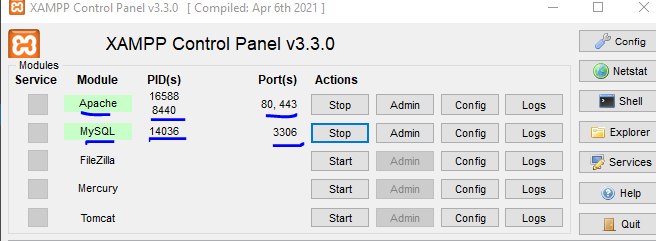 XAMPP Control Panel v3.3.0 [ Compiled: Apr 6th 2021 ]
XAMPP Control Panel v3.3.0
Config
Modules
Service Module PID(s) Port(s) Actions
Netstat
Apache 16588 8440 80, 443 Stop Admin Config Logs
Shell
MySQL 14036 3306 Stop Admin Config Logs
Explorer
FileZilla Start Admin Config Logs
Services
Mercury Start Admin Config Logs
Help
Tomcat Start Admin Config Logs
Quit